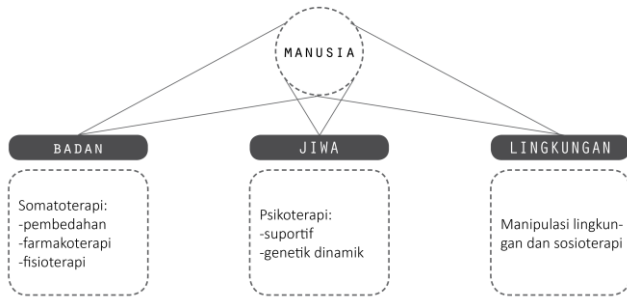 MANUSIA
BADAN
JIWA
LINGKUNGAN
Somatoterapi:
-pembedahan
-farmakoterapi
-fisioterapi
Psikoterapi:
-suportif
-genetik dinamik
Manipulasi lingkun-
gan dan sosioterapi